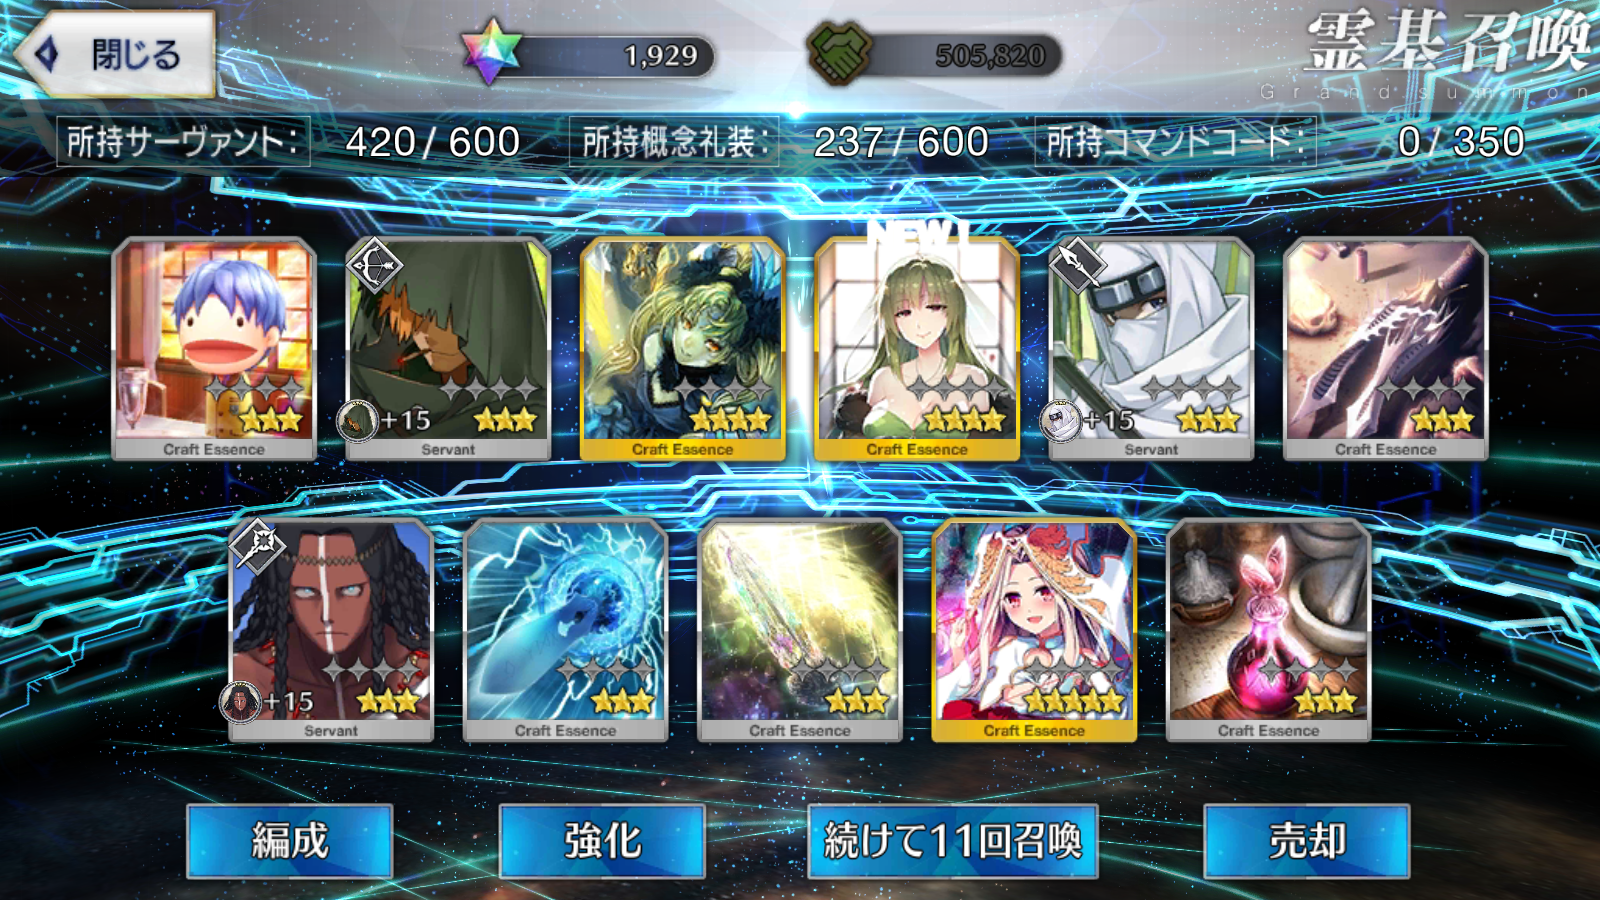 閉じる
1,929
505,820
霊基召喚
Grand summon
所持サーヴァント: 420 / 600
所持概念礼装: 237 / 600
所持コマンドコード: 0 / 350
NEW!
+15
+15
Craft Essence
Servant
Craft Essence
Craft Essence
Servant
Craft Essence
+15
Servant
Craft Essence
Craft Essence
Craft Essence
Craft Essence
編成
強化
続けて11回召喚
売却